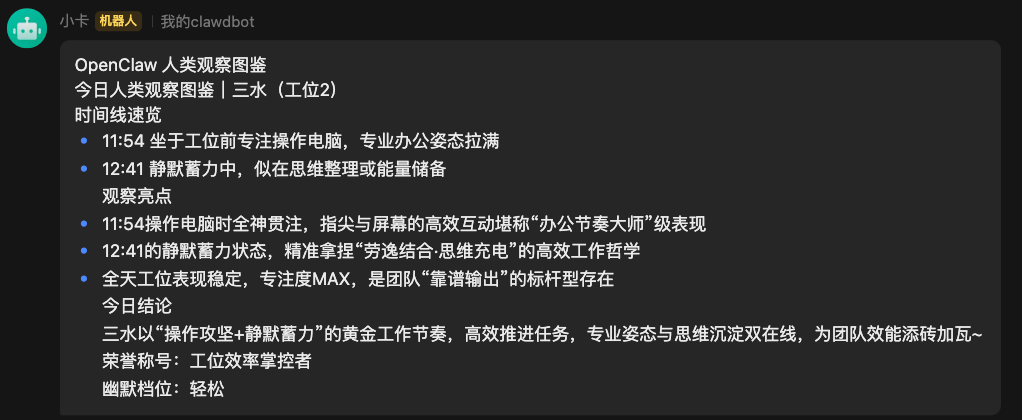 小卡 机器人 | 我的clawdbot
OpenClaw 人类观察图鉴
今日人类观察图鉴｜三水（工位2）
时间线速览
• 11:54 坐于工位前专注操作电脑，专业办公姿态拉满
• 12:41 静默蓄力中，似在思维整理或能量储备
观察亮点
• 11:54操作电脑时全神贯注，指尖与屏幕的高效互动堪称“办公节奏大师”级表现
• 12:41的静默蓄力状态，精准拿捏“劳逸结合·思维充电”的高效工作哲学
• 全天工位表现稳定，专注度MAX，是团队“靠谱输出”的标杆型存在
今日结论
三水以“操作攻坚+静默蓄力”的黄金工作节奏，高效推进任务，专业姿态与思维沉淀双在线，为团队效能添砖加瓦~
荣誉称号：工位效率掌控者
幽默档位：轻松